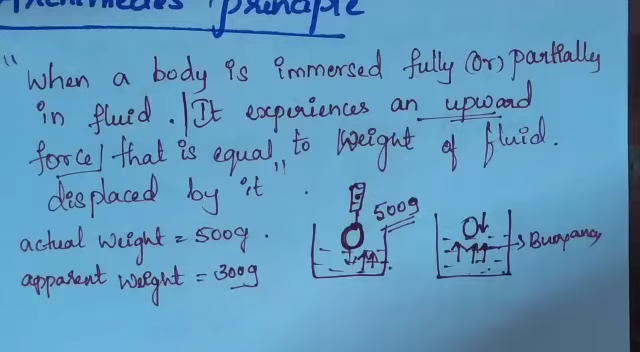 Archimedes principle
"When a body is immersed fully (or) partially
in fluid. It experiences an upward
force that is equal to weight of fluid.
displaced by it".
500g
actual weight = 500g.
→ Buoyancy
apparent weight = 300g